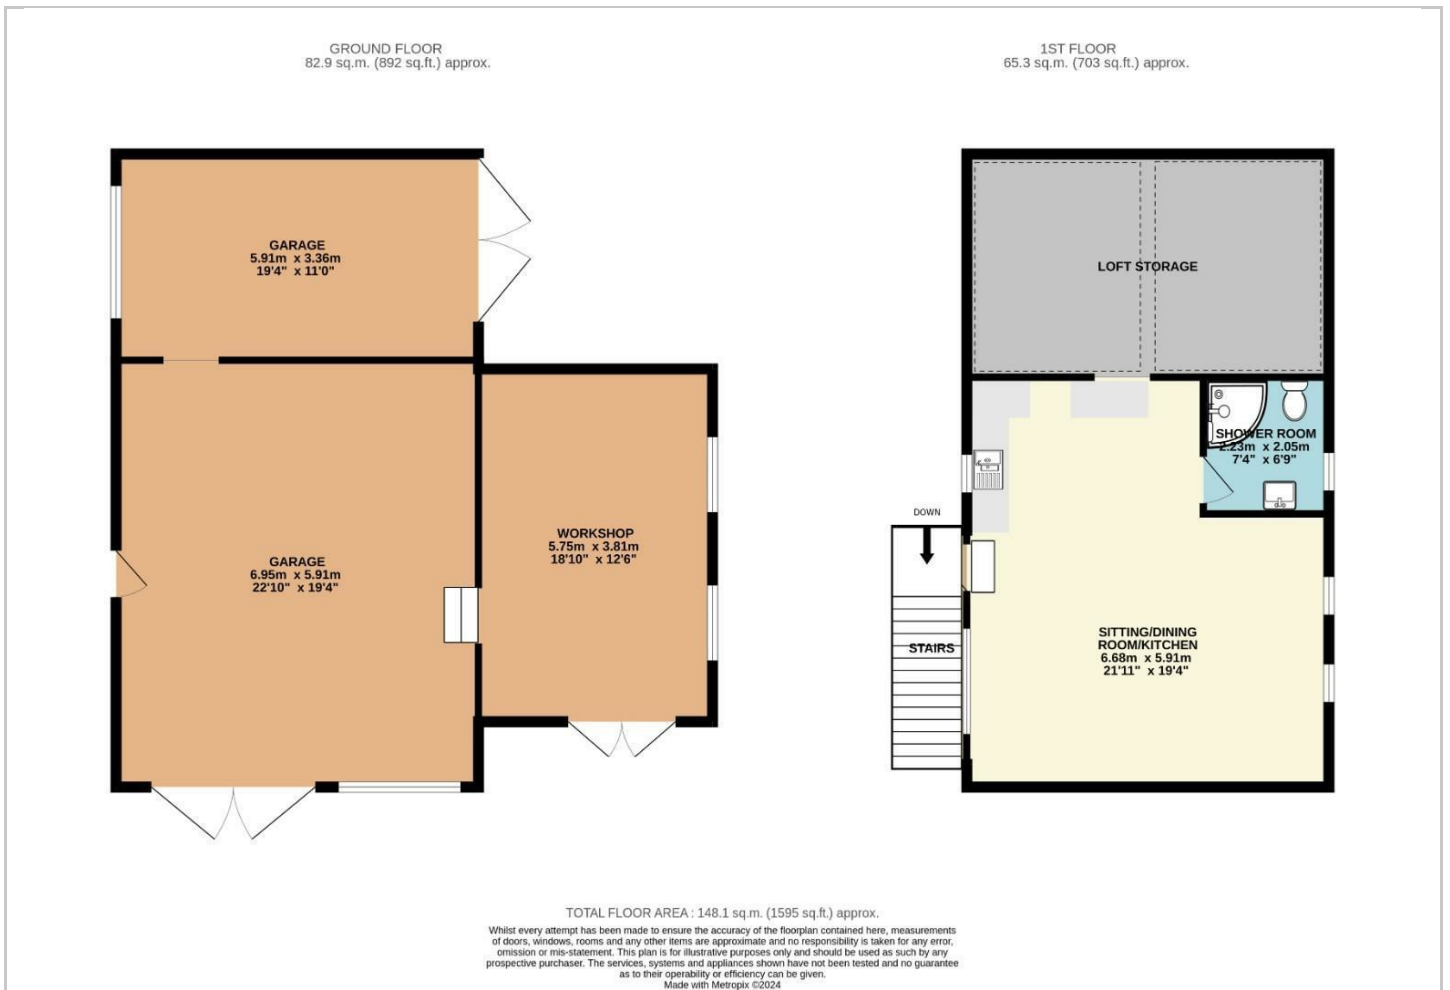 GROUND FLOOR
82.9 sq.m. (892 sq.ft.) approx.
1ST FLOOR
65.3 sq.m. (703 sq.ft.) approx.
GARAGE
5.91m x 3.36m
19'4" x 11'0"
GARAGE
6.95m x 5.91m
22'10" x 19'4"
WORKSHOP
5.75m x 3.81m
18'10" x 12'6"
LOFT STORAGE
SHOWER ROOM
2.23m x 2.05m
7'4" x 6'9"
DOWN
STAIRS
SITTING/DINING
ROOM/KITCHEN
6.68m x 5.91m
21'11" x 19'4"
TOTAL FLOOR AREA : 148.1 sq.m. (1595 sq.ft.) approx.
Whilst every attempt has been made to ensure the accuracy of the floorplan contained here, measurements
of doors, windows, rooms and any other items are approximate and no responsibility is taken for any error,
omission or mis-statement. This plan is for illustrative purposes only and should be used as such by any
prospective purchaser. The services, systems and appliances shown have not been tested and no guarantee
as to their operability or efficiency can be given.
Made with Metropix ©2024